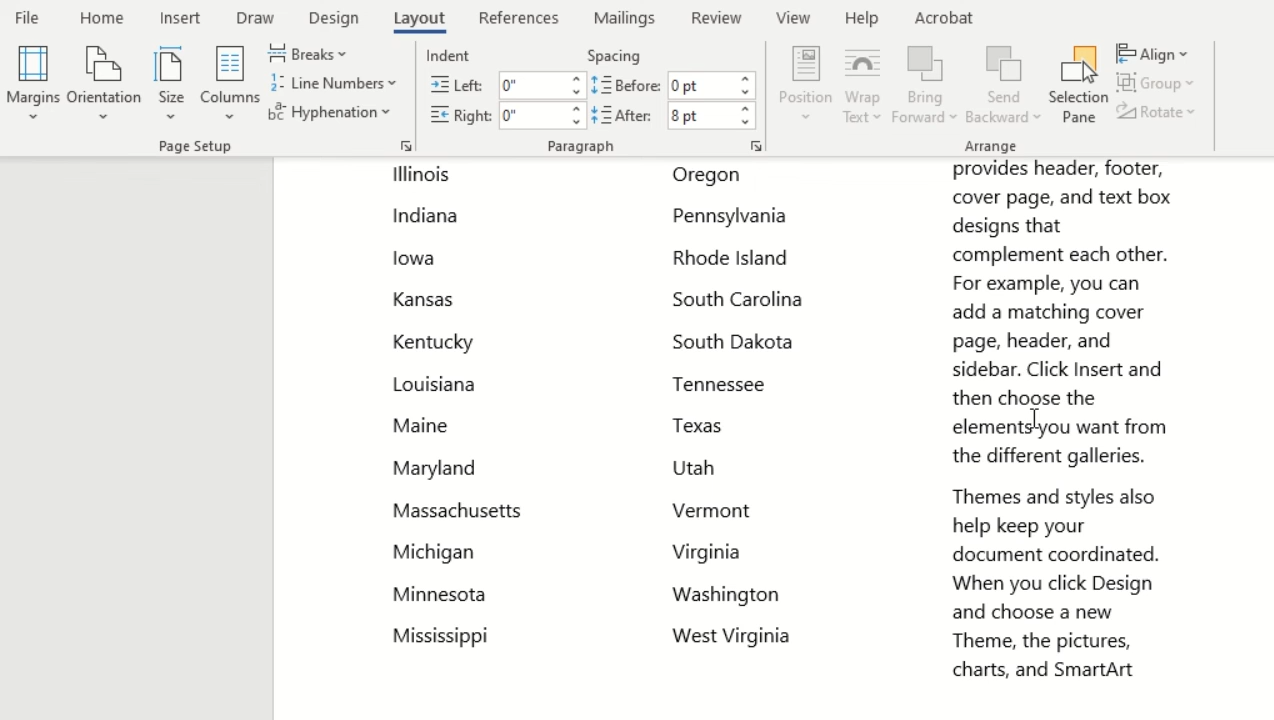 File Home Insert Draw Design Layout References Mailings Review View Help Acrobat
Margins Orientation Size Columns
Breaks
Line Numbers
Hyphenation
Page Setup
Indent Spacing
Left: 0" Before: 0 pt
Right: 0" After: 8 pt
Paragraph
Position
Wrap
Text
Bring
Forward
Send
Backward
Selection
Pane
Align
Group
Rotate
Arrange
Illinois
Indiana
Iowa
Kansas
Kentucky
Louisiana
Maine
Maryland
Massachusetts
Michigan
Minnesota
Mississippi
Oregon
Pennsylvania
Rhode Island
South Carolina
South Dakota
Tennessee
Texas
Utah
Vermont
Virginia
Washington
West Virginia
provides header, footer,
cover page, and text box
designs that
complement each other.
For example, you can
add a matching cover
page, header, and
sidebar. Click Insert and
then choose the
elements you want from
the different galleries.
Themes and styles also
help keep your
document coordinated.
When you click Design
and choose a new
Theme, the pictures,
charts, and SmartArt